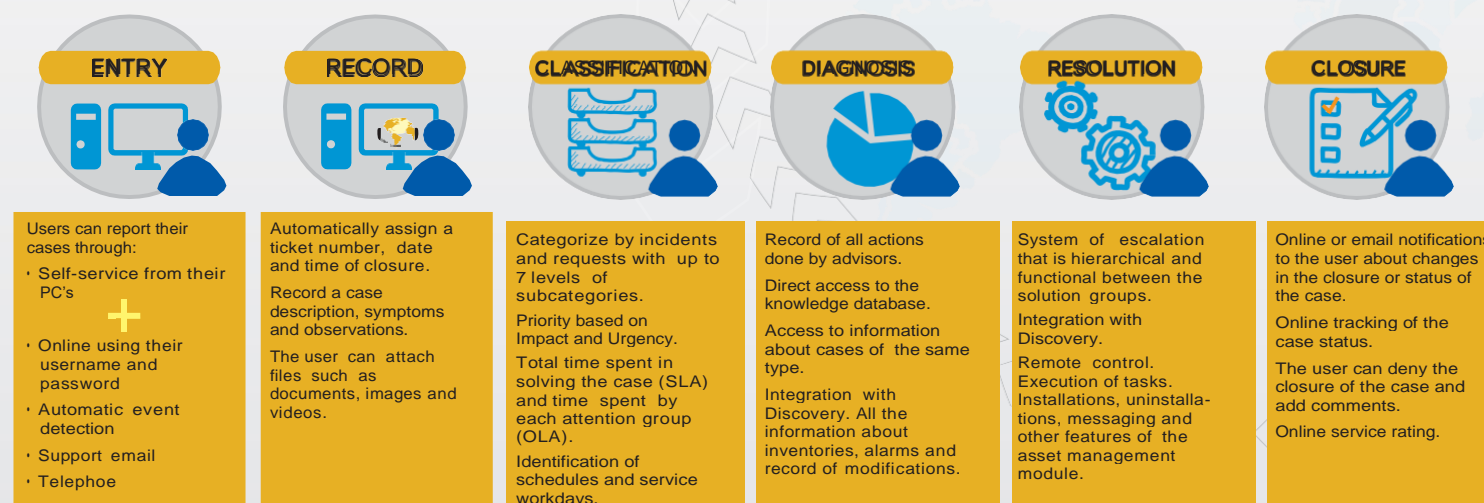 ENTRY
Users can report their
cases through:
· Self-service from their
PC's
+
· Online using their
username and
password
· Automatic event
detection
· Support email
· Telephoe
RECORD
Automatically assign a
ticket number, date
and time of closure.
Record a case
description, symptoms
and observations.
The user can attach
files such as
documents, images and
videos.
CLASSIFICATION
Categorize by incidents
and requests with up to
7 levels of
subcategories.
Priority based on
Impact and Urgency.
Total time spent in
solving the case (SLA)
and time spent by
each attention group
(OLA).
Identification of
schedules and service
workdays.
DIAGNOSIS
Record of all actions
done by advisors.
Direct access to the
knowledge database.
Access to information
about cases of the same
type.
Integration with
Discovery. All the
information about
inventories, alarms and
record of modifications.
RESOLUTION
System of escalation
that is hierarchical and
functional between the
solution groups.
Integration with
Discovery.
Remote control.
Execution of tasks.
Installations, uninstalla-
tions, messaging and
other features of the
asset management
module.
CLOSURE
Online or email notifications
to the user about changes
in the closure or status of
the case.
Online tracking of the
case status.
The user can deny the
closure of the case and
add comments.
Online service rating.